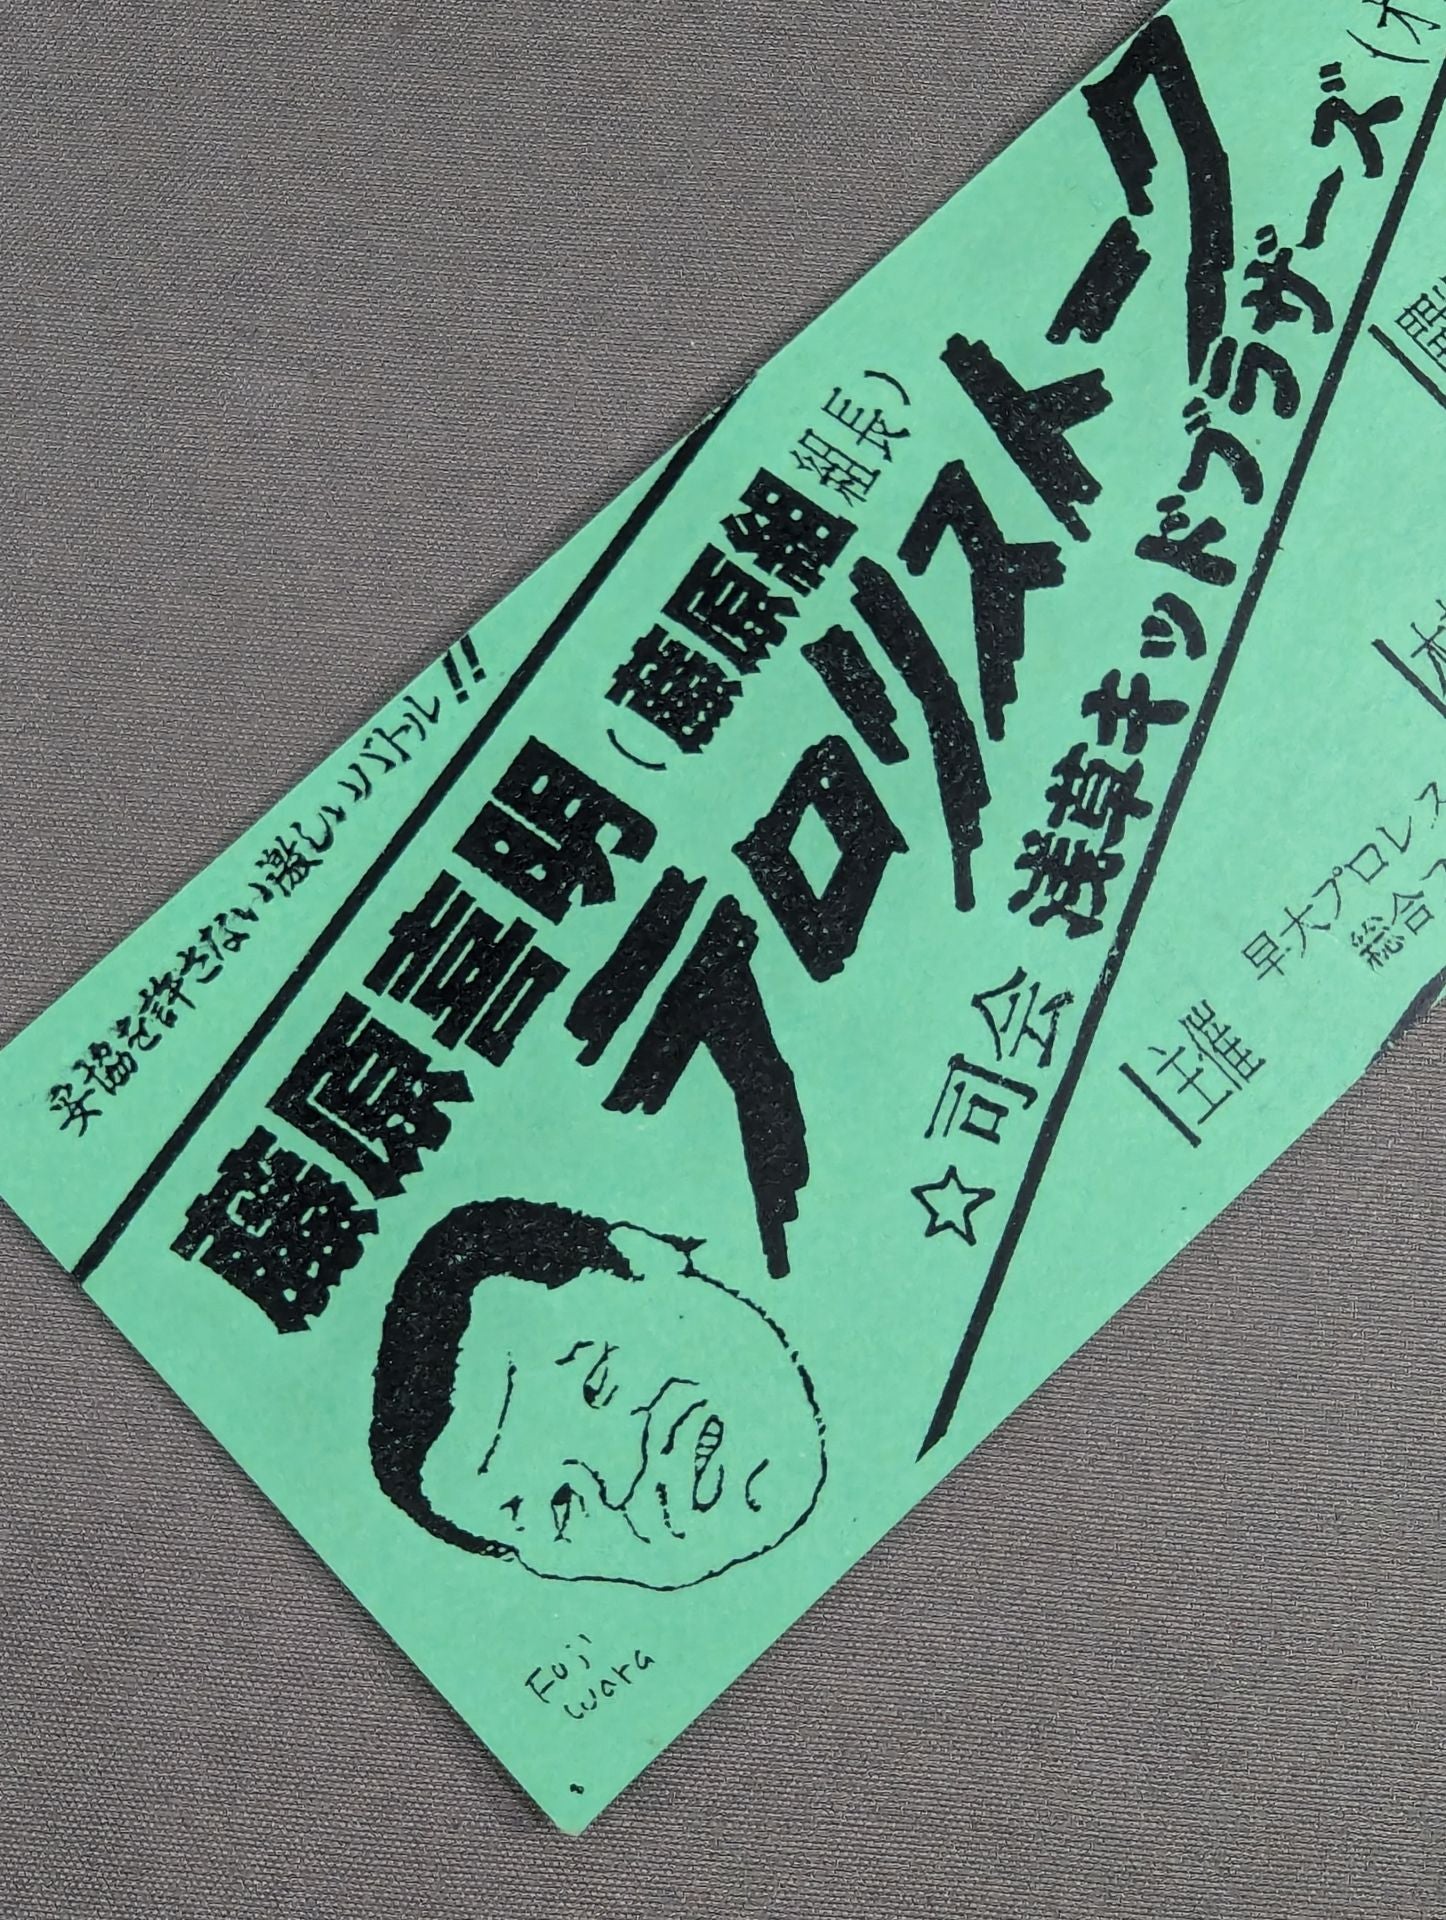 妥協を許さない激しいバトル!!
藤原喜明(藤原組組長)
プロリストーク
☆司会 浅草キッドブラザーズ
早大プロレス
総合
主催
Fuji
wara